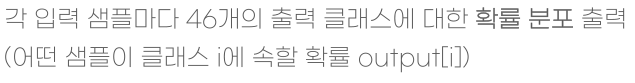 각 입력 샘플마다 46개의 출력 클래스에 대한 확률 분포 출력
(어떤 샘플이 클래스 i에 속할 확률 output[i])